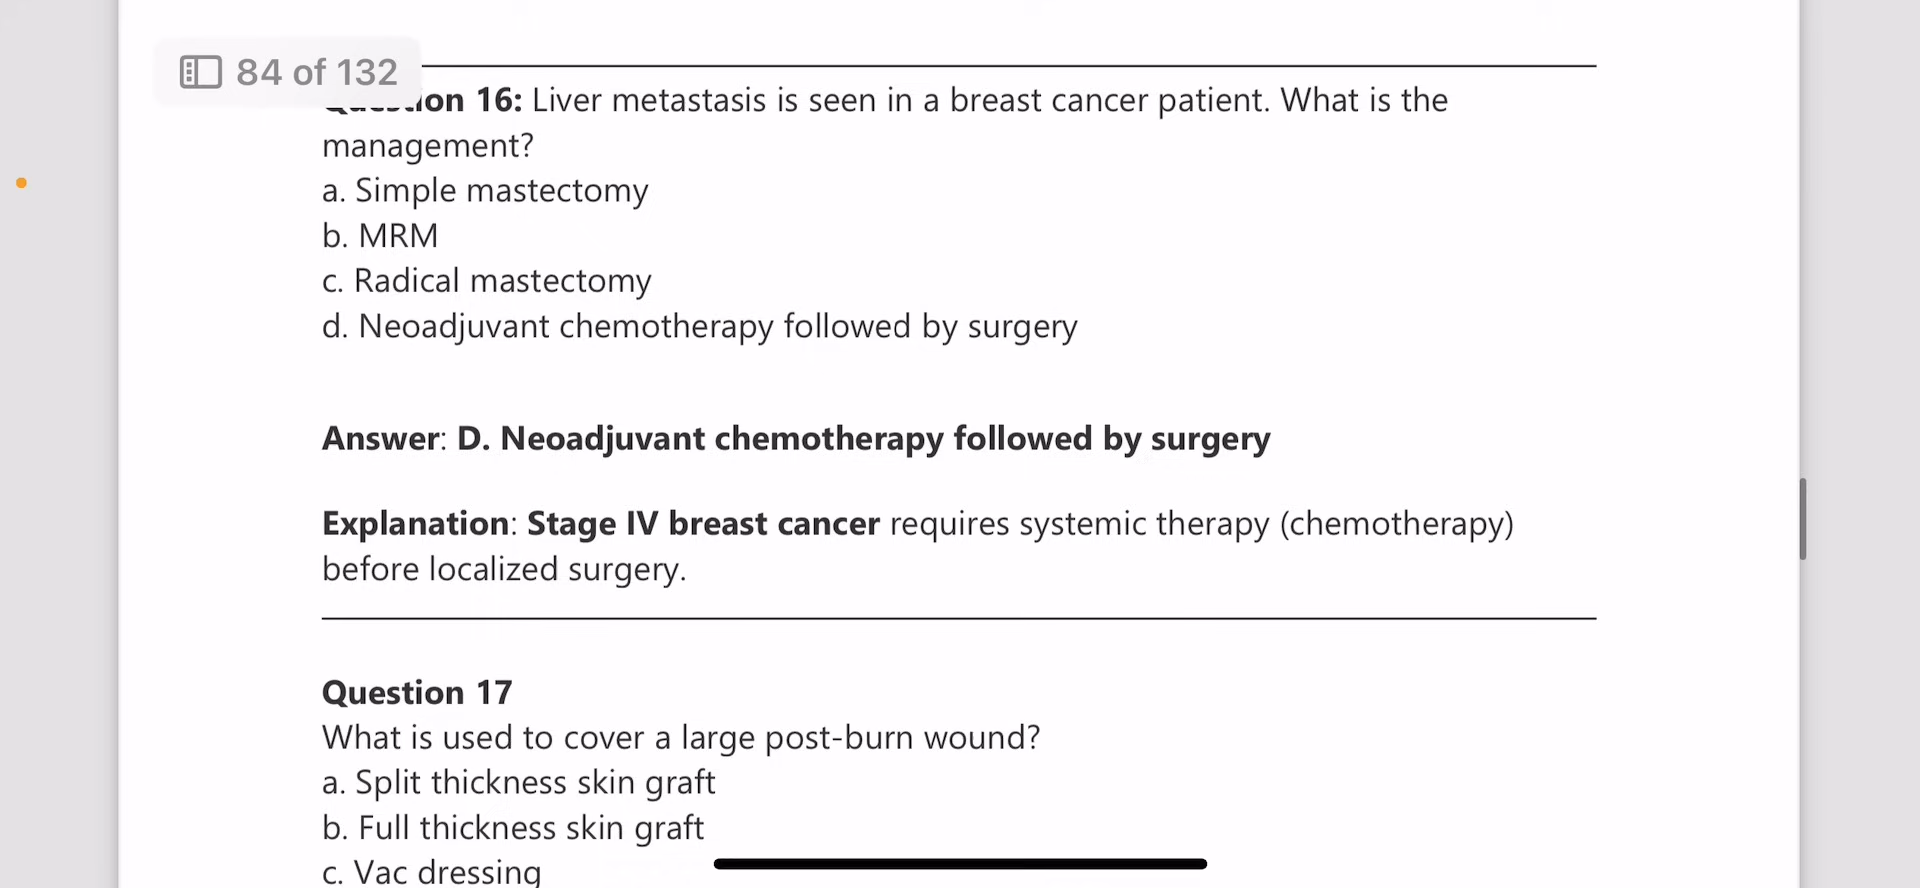 84 of 132
Question 16: Liver metastasis is seen in a breast cancer patient. What is the
management?
a. Simple mastectomy
b. MRM
c. Radical mastectomy
d. Neoadjuvant chemotherapy followed by surgery
Answer: D. Neoadjuvant chemotherapy followed by surgery
Explanation: Stage IV breast cancer requires systemic therapy (chemotherapy)
before localized surgery.
Question 17
What is used to cover a large post-burn wound?
a. Split thickness skin graft
b. Full thickness skin graft
c. Vac dressing